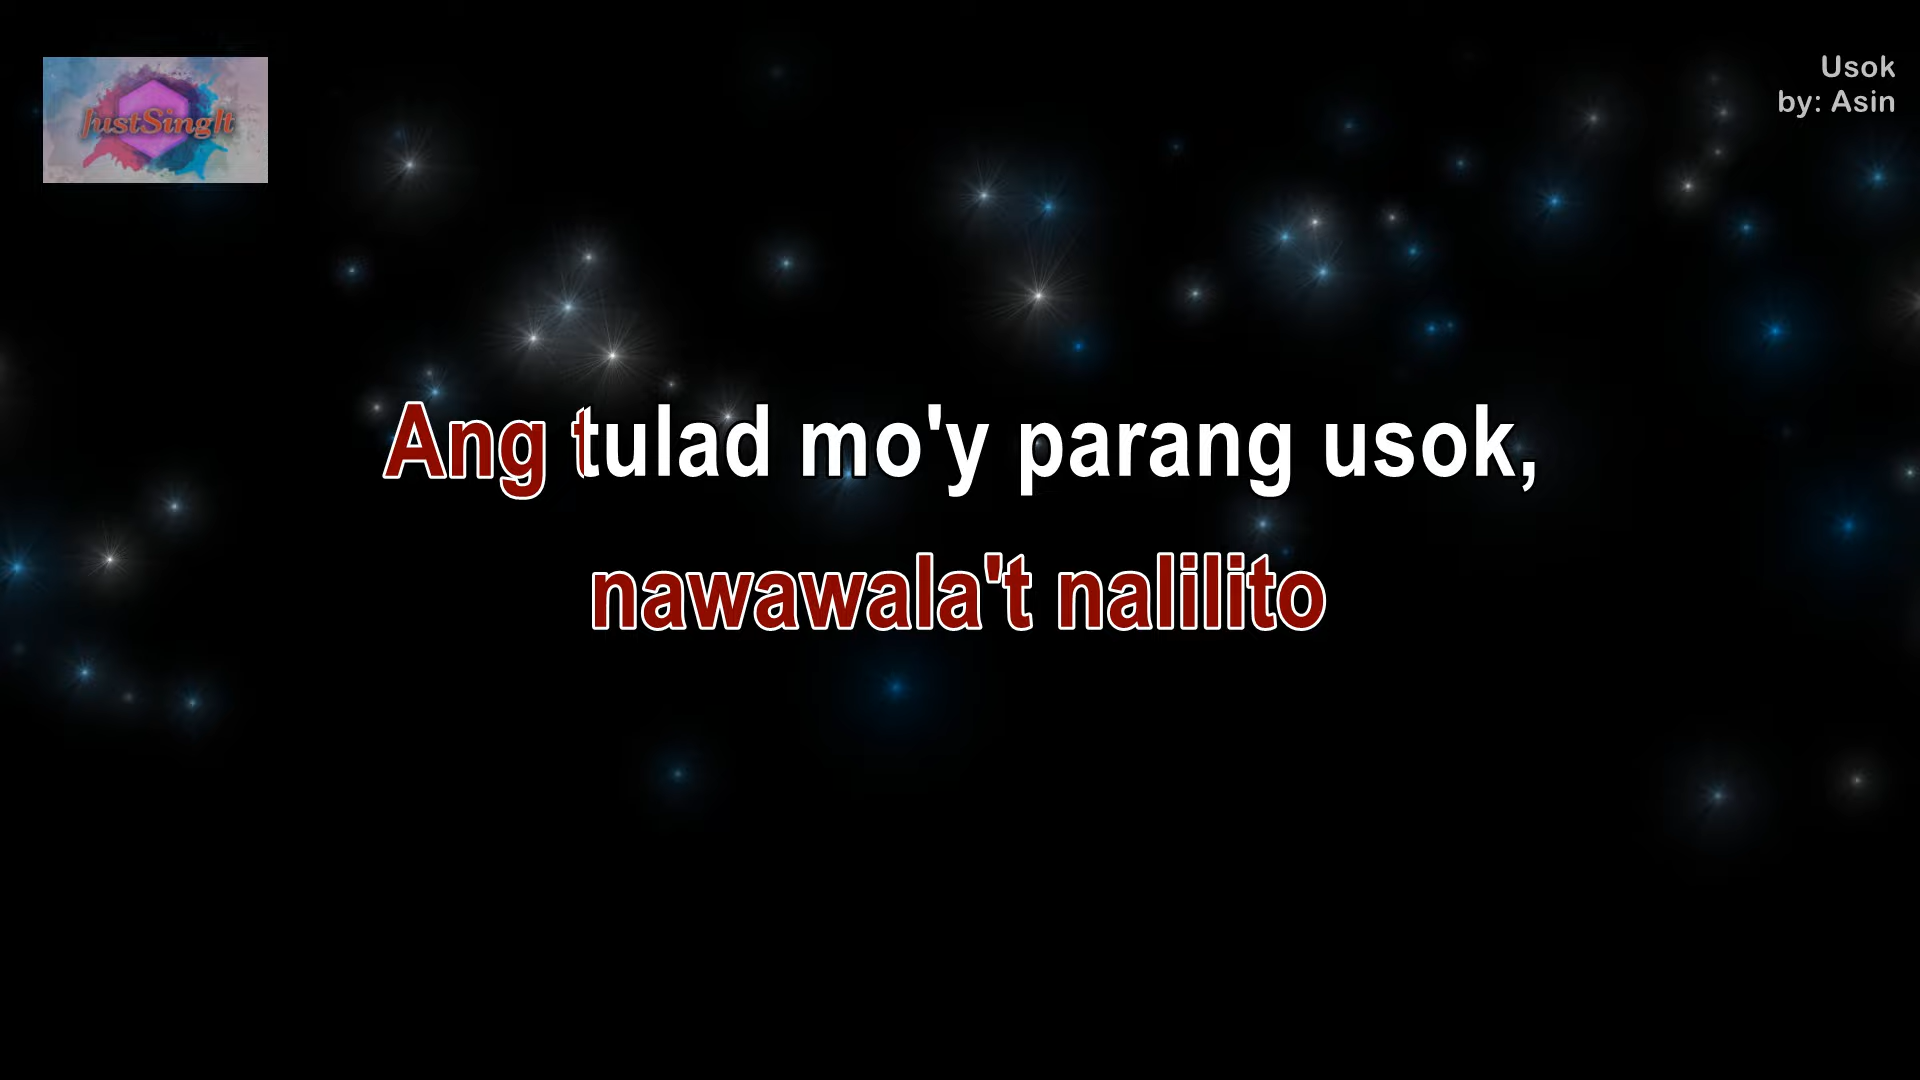 JustSingIt
Usok
by: Asin
Ang tulad mo'y parang usok,
nawawala't nalilito